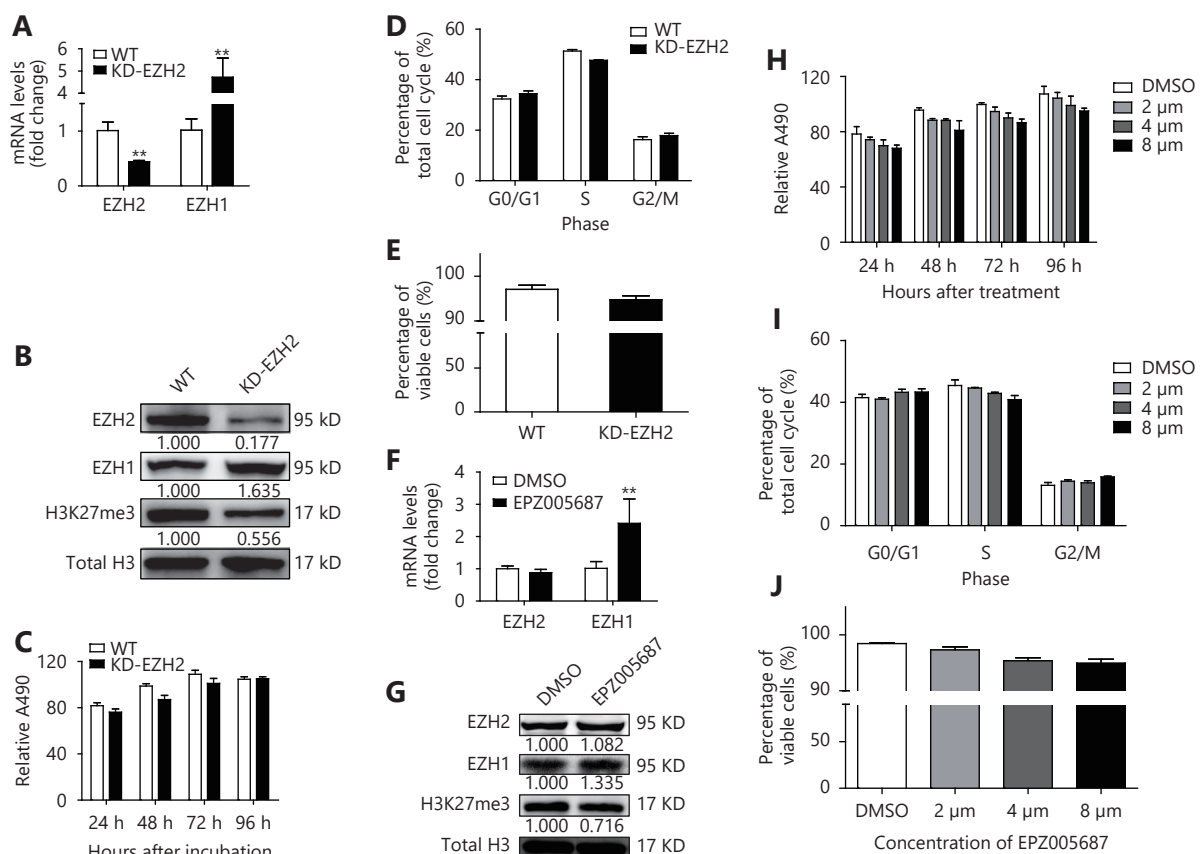 A
mRNA levels
(fold change)
6
5
4
1
0
WT
KD-EZH2
**
**
EZH2 EZH1
B
WT KD-EZH2
EZH2 95 kD
1.000 0.177
EZH1 95 kD
1.000 1.635
H3K27me3 17 kD
1.000 0.556
Total H3 17 kD
C
WT
KD-EZH2
Relative A490
120
80
40
0
24 h 48 h 72 h 96 h
Hours after incubation
D
Percentage of
total cell cycle (%)
60
40
20
0
WT
KD-EZH2
G0/G1 S G2/M
Phase
E
Percentage of
viable cells (%)
100
90
50
0
WT KD-EZH2
F
mRNA levels
(fold change)
4
3
2
1
0
DMSO
EPZ005687
**
EZH2 EZH1
G
DMSO EPZ005687
EZH2 95 KD
1.000 1.082
EZH1 95 KD
1.000 1.335
H3K27me3 17 KD
1.000 0.716
Total H3 17 KD
H
Relative A490
120
80
40
0
DMSO
2 µm
4 µm
8 µm
24 h 48 h 72 h 96 h
Hours after treatment
I
Percentage of
total cell cycle (%)
60
40
20
0
DMSO
2 µm
4 µm
8 µm
G0/G1 S G2/M
Phase
J
Percentage of
viable cells (%)
100
90
50
0
DMSO 2 µm 4 µm 8 µm
Concentration of EPZ005687